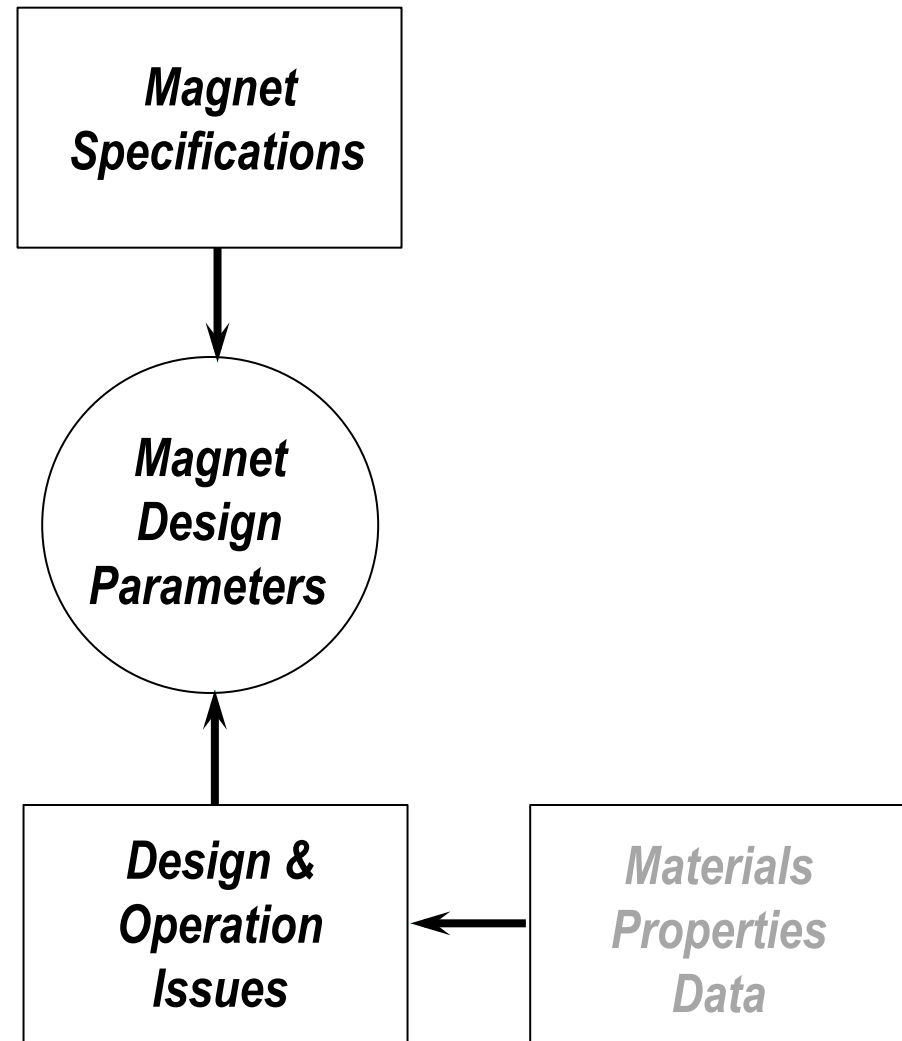 Magnet
Specifications
Magnet
Design
Parameters
Design &
Operation
Issues
Materials
Properties
Data